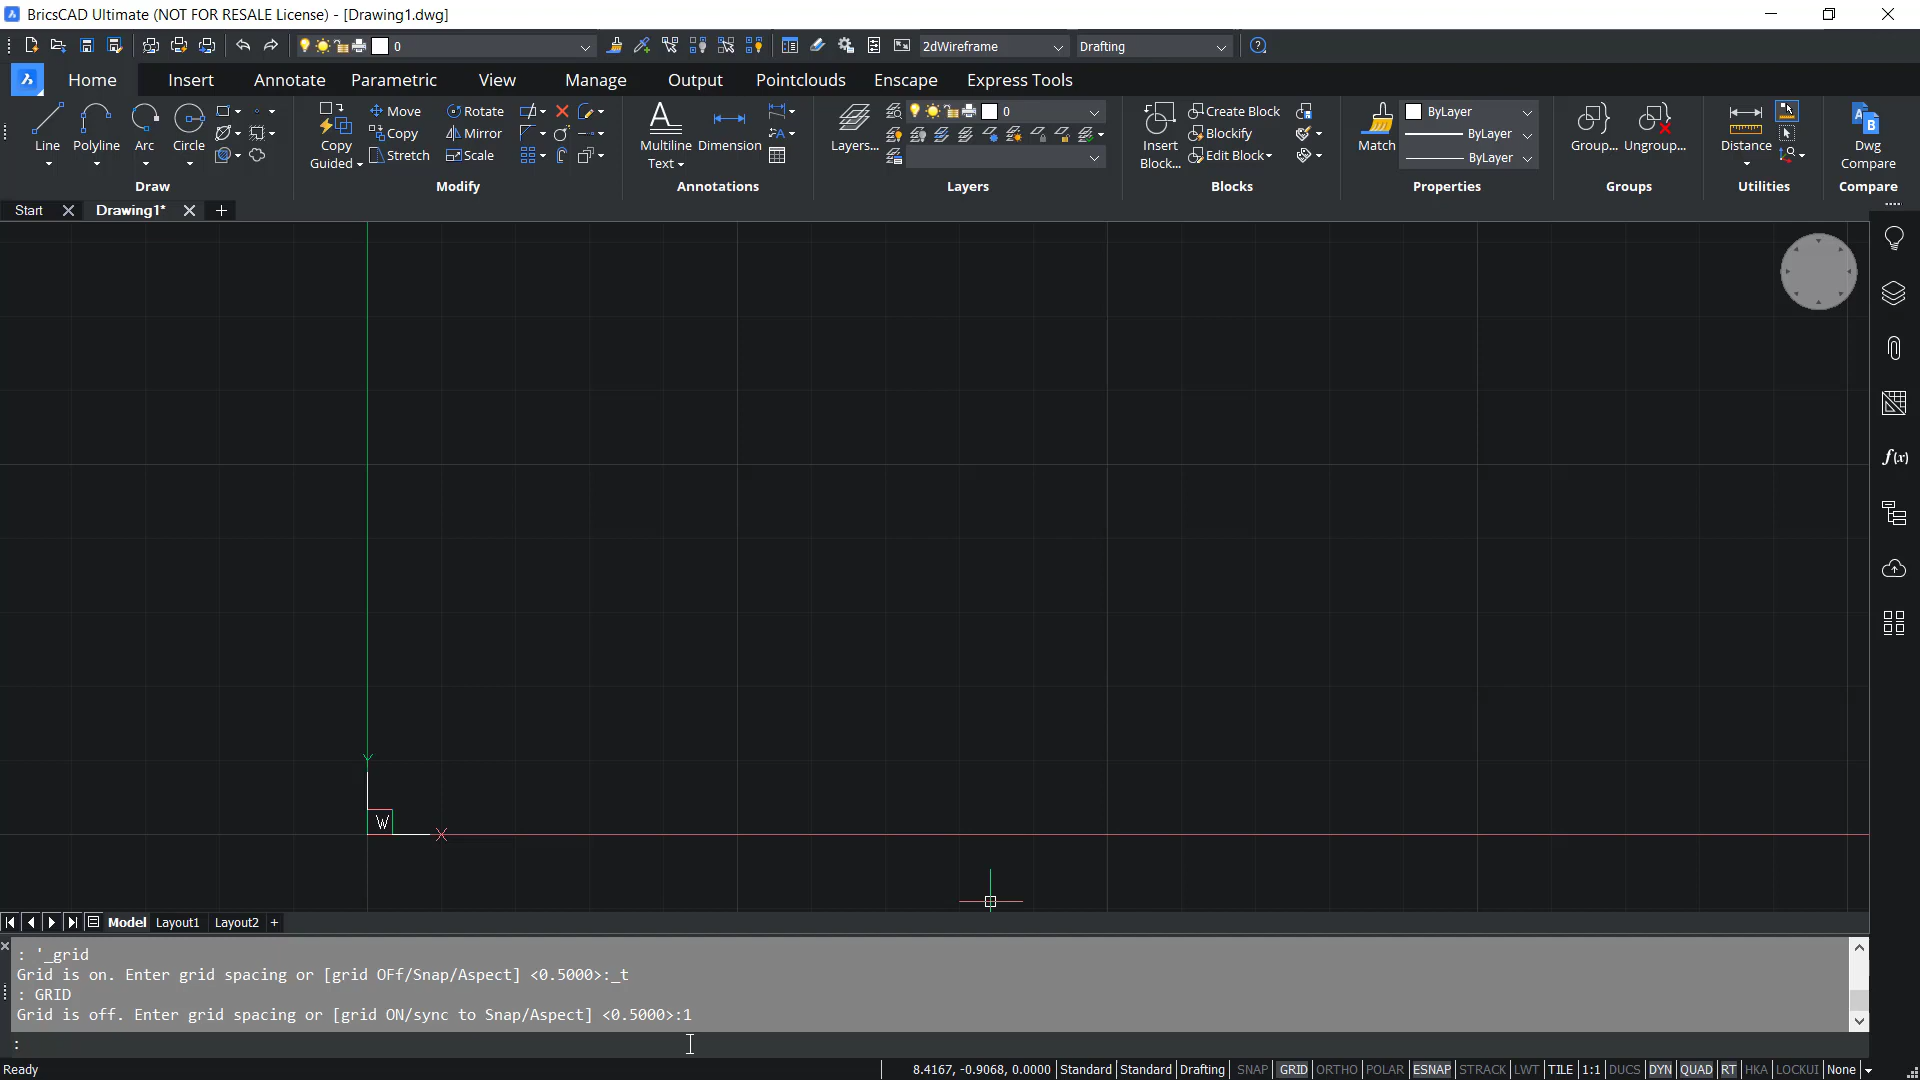 BricsCAD Ultimate (NOT FOR RESALE License) - [Drawing1.dwg]
0
2dWireframe
Drafting
Home
Insert
Annotate
Parametric
View
Manage
Output
Pointclouds
Enscape
Express Tools
Line
Polyline
Arc
Circle
Draw
Copy
Guided
Move
Copy
Stretch
Rotate
Mirror
Scale
Modify
Multiline
Text
Dimension
Annotations
Layers...
0
Layers
Insert
Block...
Create Block
Blockify
Edit Block
Blocks
Match
ByLayer
ByLayer
ByLayer
Properties
Group...
Ungroup...
Groups
Distance
Utilities
Dwg
Compare
Compare
Start
Drawing1*
f(x)
Y
W
X
Model
Layout1
Layout2
: '_grid
Grid is on. Enter grid spacing or [grid OFf/Snap/Aspect] <0.5000>:_t
: GRID
Grid is off. Enter grid spacing or [grid ON/sync to Snap/Aspect] <0.5000>:1
:
Ready
8.4167, -0.9068, 0.0000
Standard
Standard
Drafting
SNAP
GRID
ORTHO
POLAR
ESNAP
STRACK
LWT
TILE
1:1
DUCS
DYN
QUAD
RT
HKA
LOCKUI
None